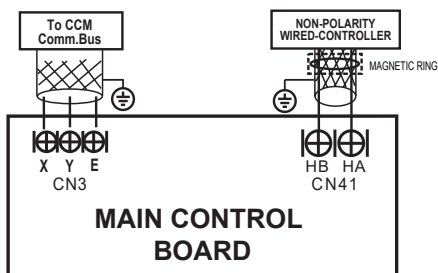 To CCM
Comm.Bus
NON-POLARITY
WIRED-CONTROLLER
MAGNETIC RING
X Y E
CN3
HB HA
CN41
MAIN CONTROL
BOARD